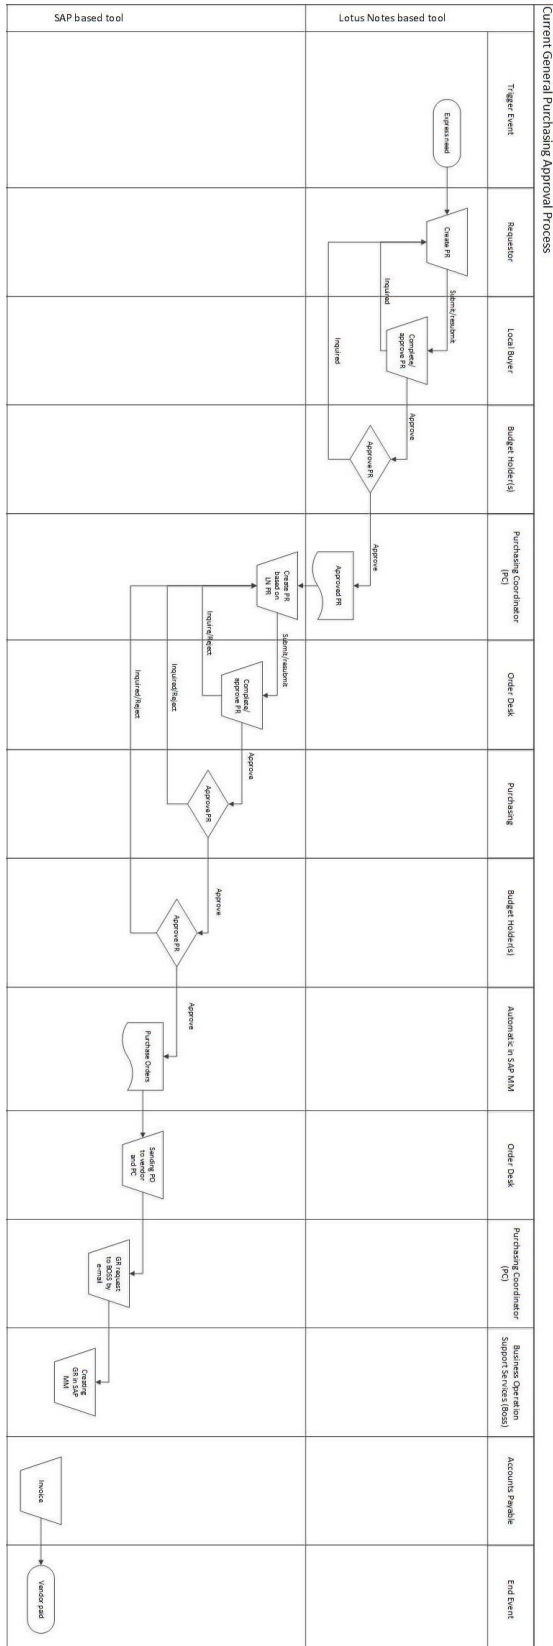 Current General Purchasing Approval Process
Trigger Event
Requestor
Local Buyer
Budget Holder(s)
Purchasing Coordinator
(PC)
Order Desk
Purchasing
Budget Holder(s)
Automatic in SAP MM
Order Desk
Purchasing Coordinator
(PC)
Business Operation
Support Services (Boss)
Accounts Payable
End Event
Lotus Notes based tool
Express need
Create PR
Submit/resubmit
Complete/
approve PR
Inquired
Approve
Approve PR
Inquired
Approve
Approved PR
SAP based tool
Create PR
based on
LN PR
Submit/resubmit
Complete/
approve PR
Inquire/Reject
Approve
Approve PR
Inquired/Reject
Approve
Approve PR
Inquired/Reject
Approve
Purchase Orders
Sending PO
to vendor
and PC
GR request
to BOSS by
e-mail
Creating
GR in SAP
MM
Invoice
Vendor paid